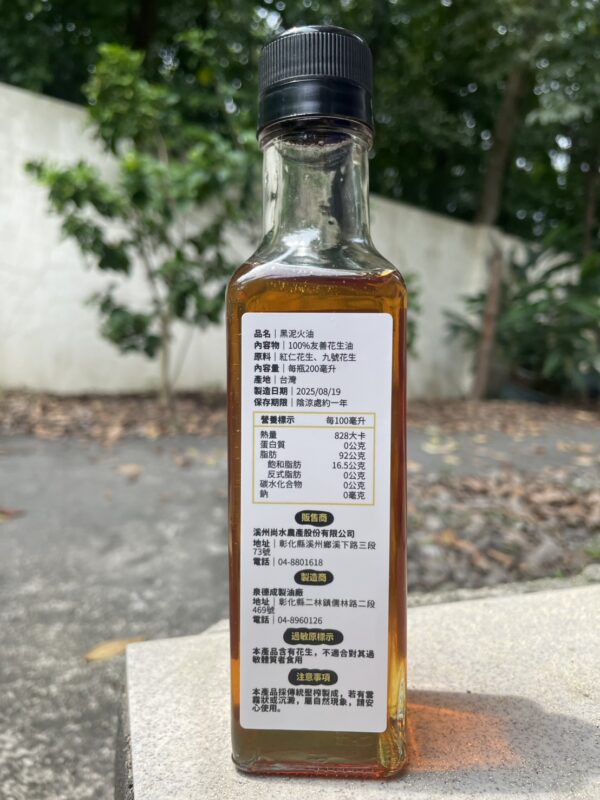 品名｜黑泥火油
內容物｜100%友善花生油
原料｜紅仁花生、九號花生
內容量｜每瓶200毫升
產地｜台灣
製造日期｜2025/08/19
保存期限｜陰涼處約一年
營養標示 每100毫升
熱量 828大卡
蛋白質 0公克
脂肪 92公克
飽和脂肪 16.5公克
反式脂肪 0公克
碳水化合物 0公克
鈉 0毫克
販售商
溪州尚水農產股份有限公司
地址｜彰化縣溪州鄉溪下路三段
73號
電話｜04-8801618
製造商
泉德成製油廠
地址｜彰化縣二林鎮儒林路二段
469號
電話｜04-8960126
過敏原標示
本產品含有花生，不適合對其過
敏體質者食用
注意事項
本產品採傳統壓榨製成，若有雲
霧狀或沉澱，屬自然現象，請安
心使用。